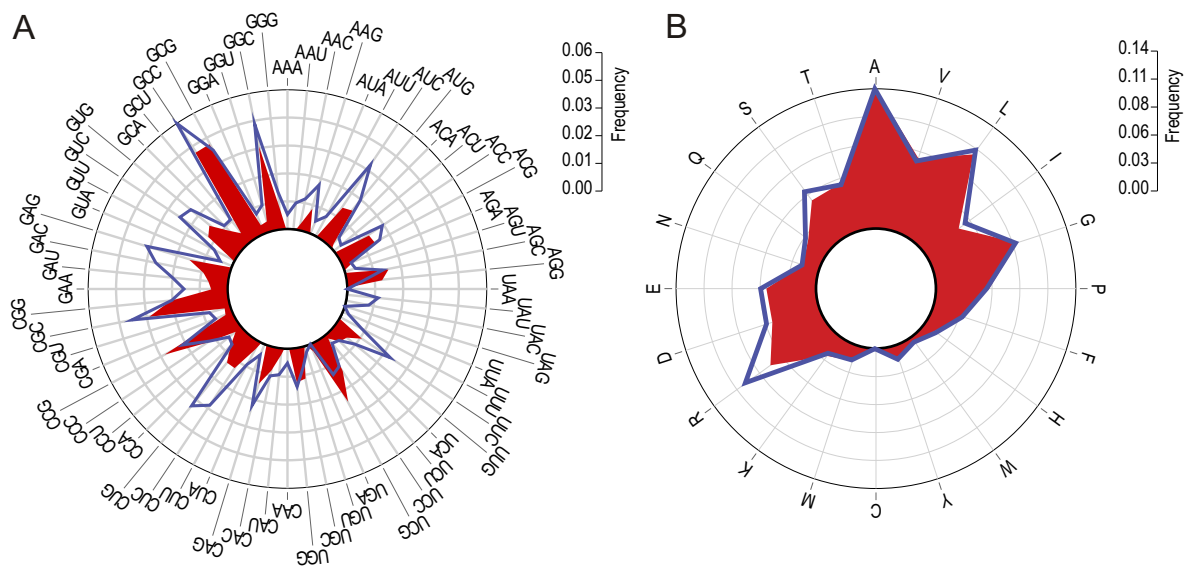 A
AAA
AAU
AAC
AAG
AUA
AUU
AUC
AUG
ACA
ACU
ACC
ACG
AGA
AGU
AGC
AGG
UAA
UAU
UAC
UAG
UUA
UUU
UUC
UUG
UCA
UCU
UCC
UCG
UGA
UGU
UGC
UGG
CAA
CAU
CAC
CAG
CUA
CUU
CUC
CUG
CCA
CCU
CCC
CCG
CGA
CGU
CGC
CGG
GAA
GAU
GAC
GAG
GUA
GUU
GUC
GUG
GCA
GCU
GCC
GCG
GGA
GGU
GGC
GGG
0.06
0.05
0.03
0.02
0.01
0.00
Frequency
B
A
V
L
I
G
P
F
H
W
Y
C
M
K
R
D
E
N
Q
S
T
0.14
0.11
0.08
0.06
0.03
0.00
Frequency